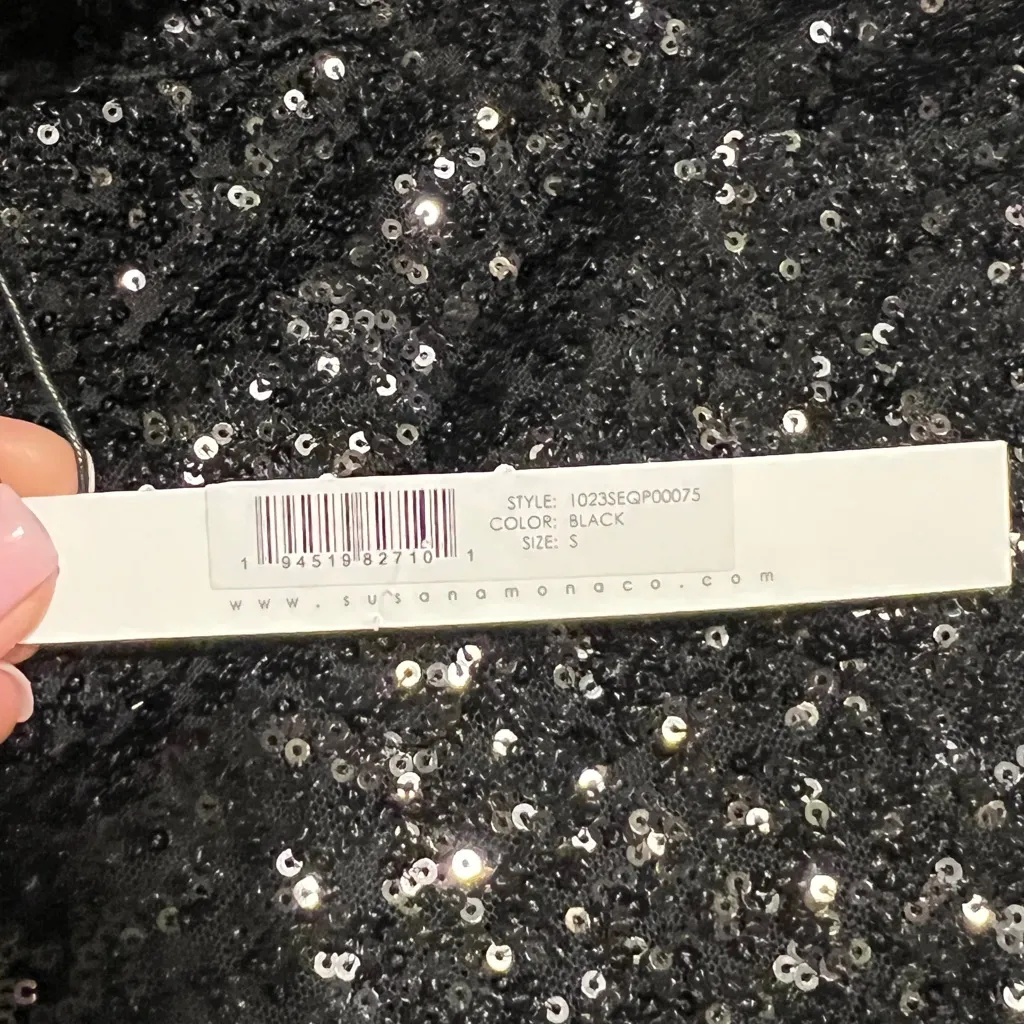 STYLE: 1023SEQP00075
COLOR: BLACK
SIZE: S
1 94519 82710 1
www.susanamonaco.com